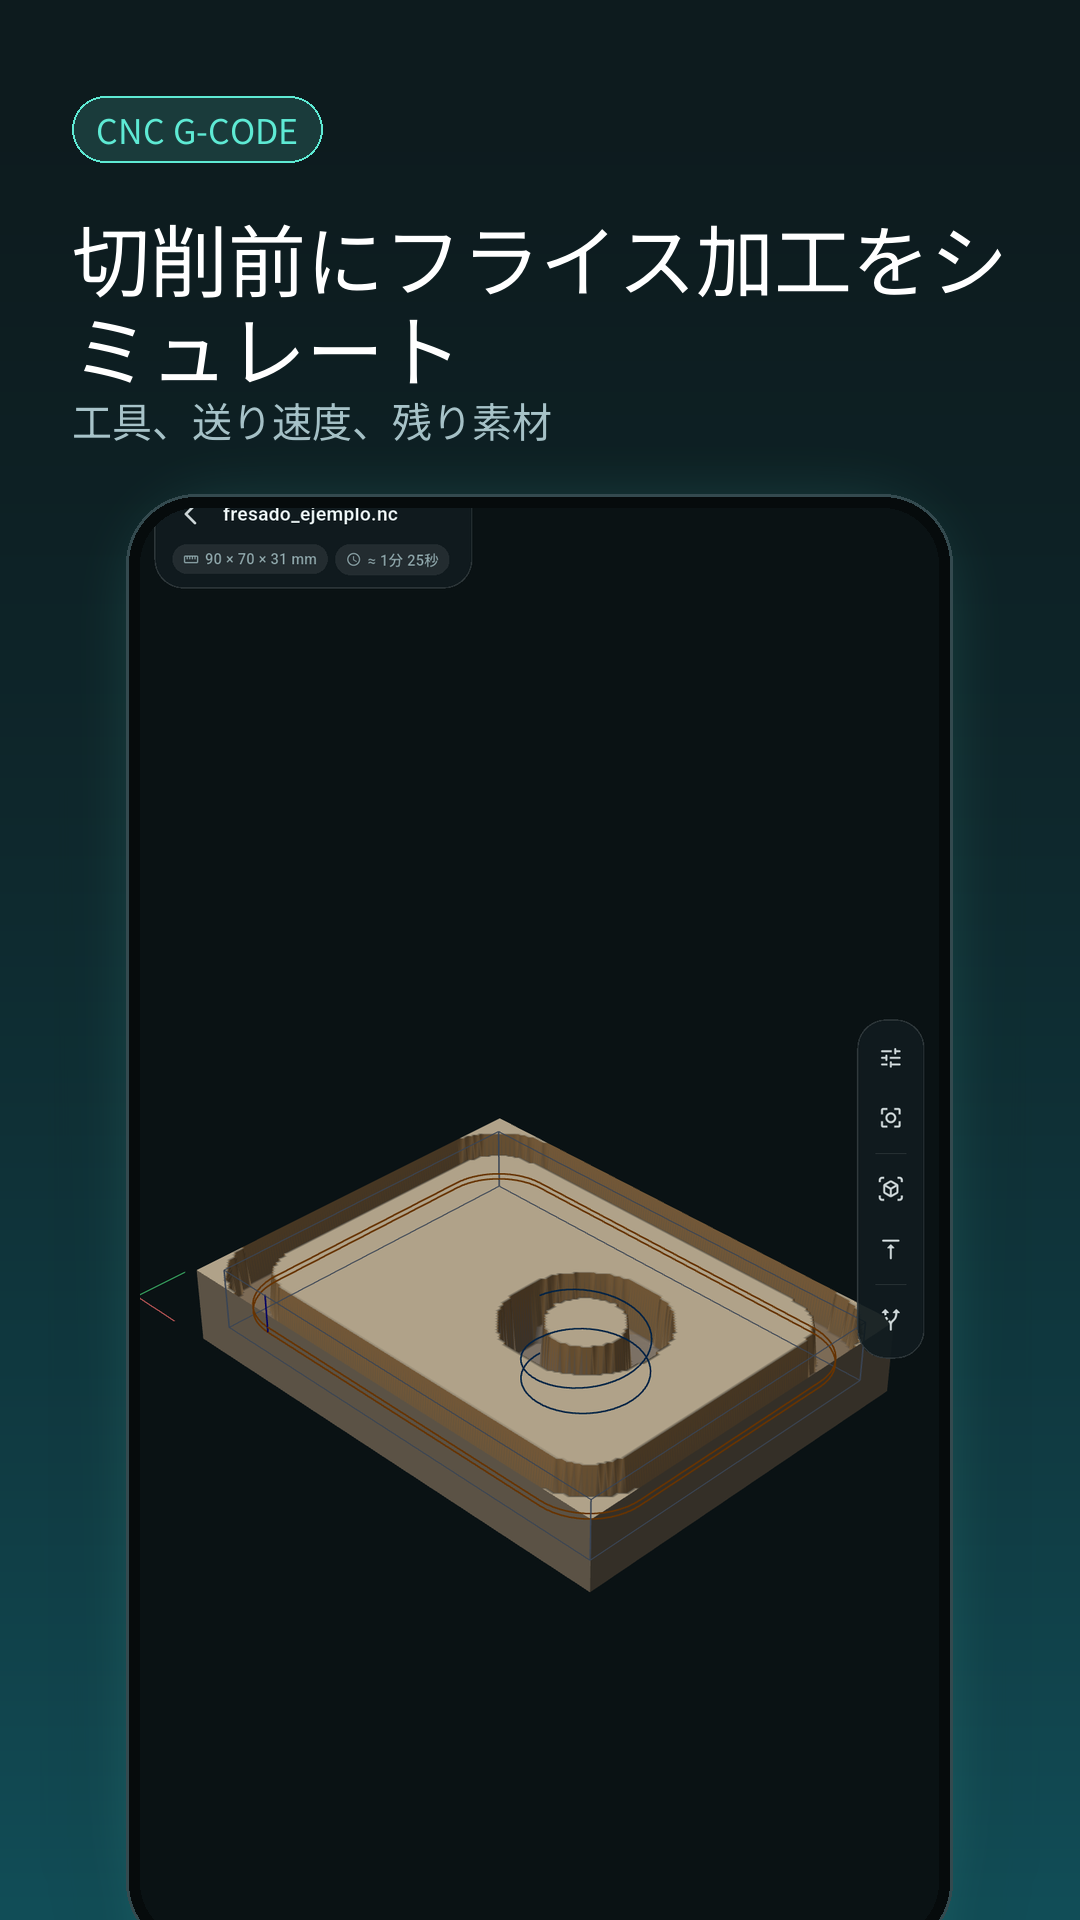 CNC G-CODE
切削前にフライス加工をシ
ミュレート
工具、送り速度、残り素材
fresado_ejemplo.nc
90 × 70 × 31 mm
≈ 1分 25秒